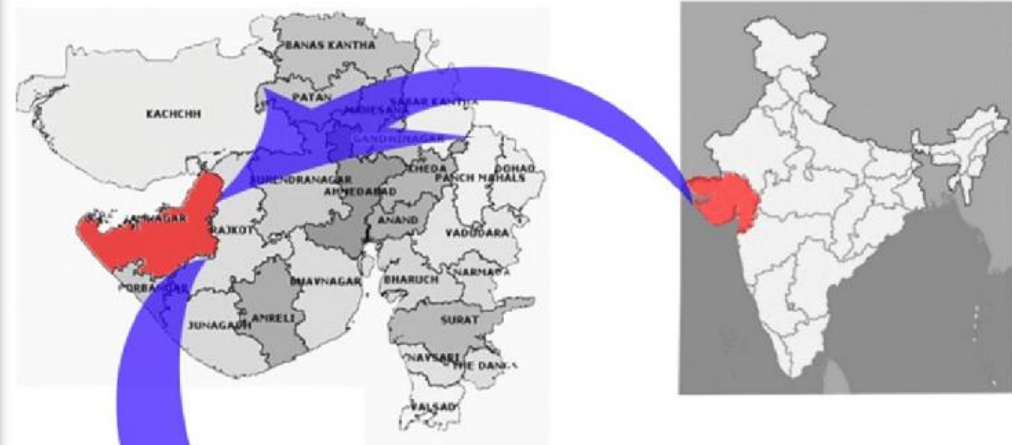 BANAS KANTHA
PATAN
SABAR KANTHA
MAHESANA
KACHCHH
GANDHINAGAR
KHEDA
DOHAD
SURENDRANAGAR
PANCH MAHALS
AHMEDABAD
JAMNAGAR
RAJKOT
ANAND
VADODARA
NARMADA
PORBANDAR
BHAVNAGAR
BHARUCH
JUNAGADH
AMRELI
SURAT
NAVSARI
THE DANGS
VALSAD